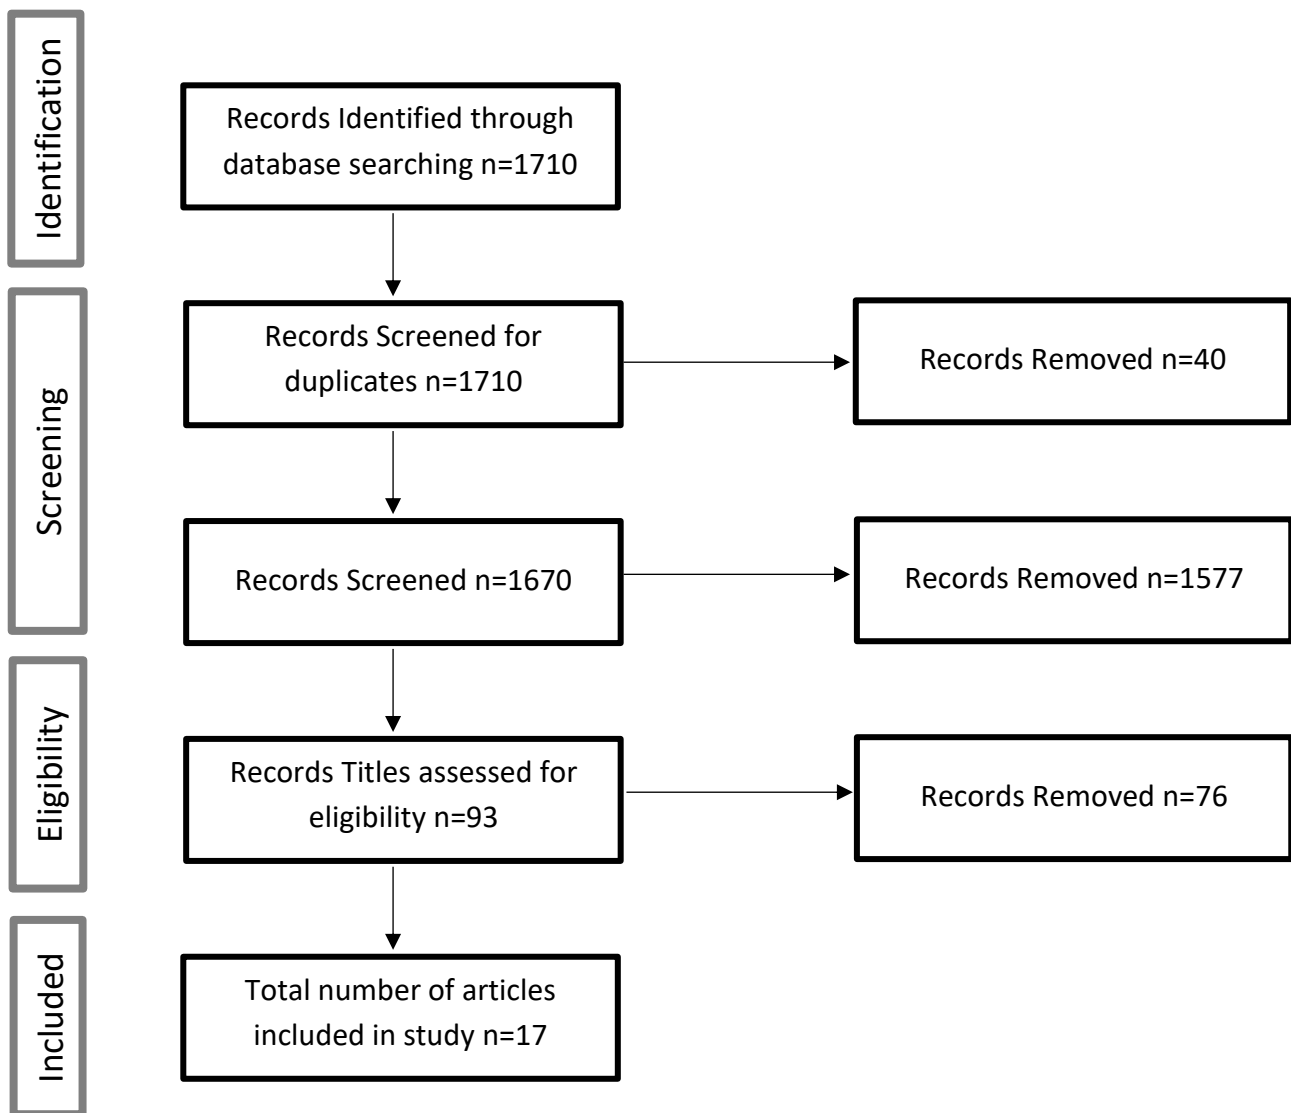 Identification
Records Identified through
database searching n=1710
Screening
Records Screened for
duplicates n=1710
Records Removed n=40
Records Screened n=1670
Records Removed n=1577
Eligibility
Records Titles assessed for
eligibility n=93
Records Removed n=76
Included
Total number of articles
included in study n=17